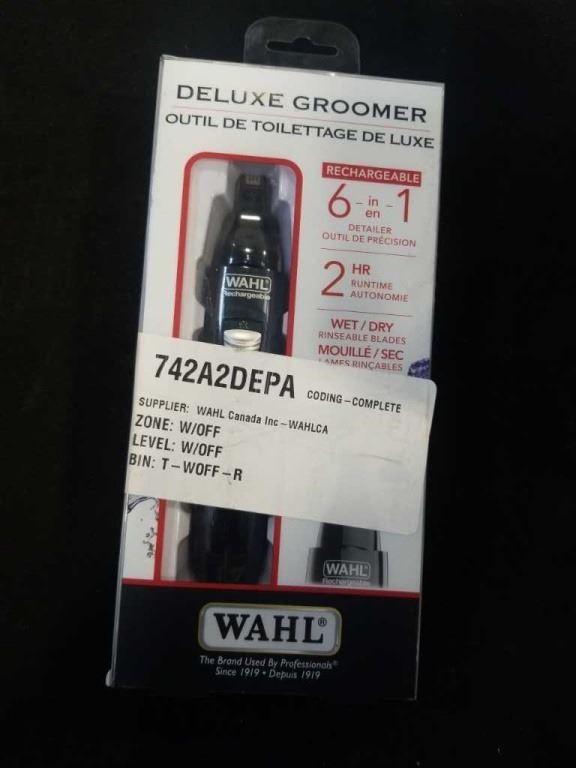 DELUXE GROOMER
OUTIL DE TOILETTAGE DE LUXE
RECHARGEABLE
6 - in - 1
en
DETAILER
OUTIL DE PRÉCISION
2 HR
RUNTIME
AUTONOMIE
WET / DRY
RINSEABLE BLADES
MOUILLÉ / SEC
LAMES RINÇABLES
WAHL
Rechargeable
742A2DEPA CODING-COMPLETE
SUPPLIER: WAHL Canada Inc-WAHLCA
ZONE: W/OFF
LEVEL: W/OFF
BIN: T-WOFF-R
WAHL
Rechargeable
WAHL®
The Brand Used By Professionals®
Since 1919 • Depuis 1919